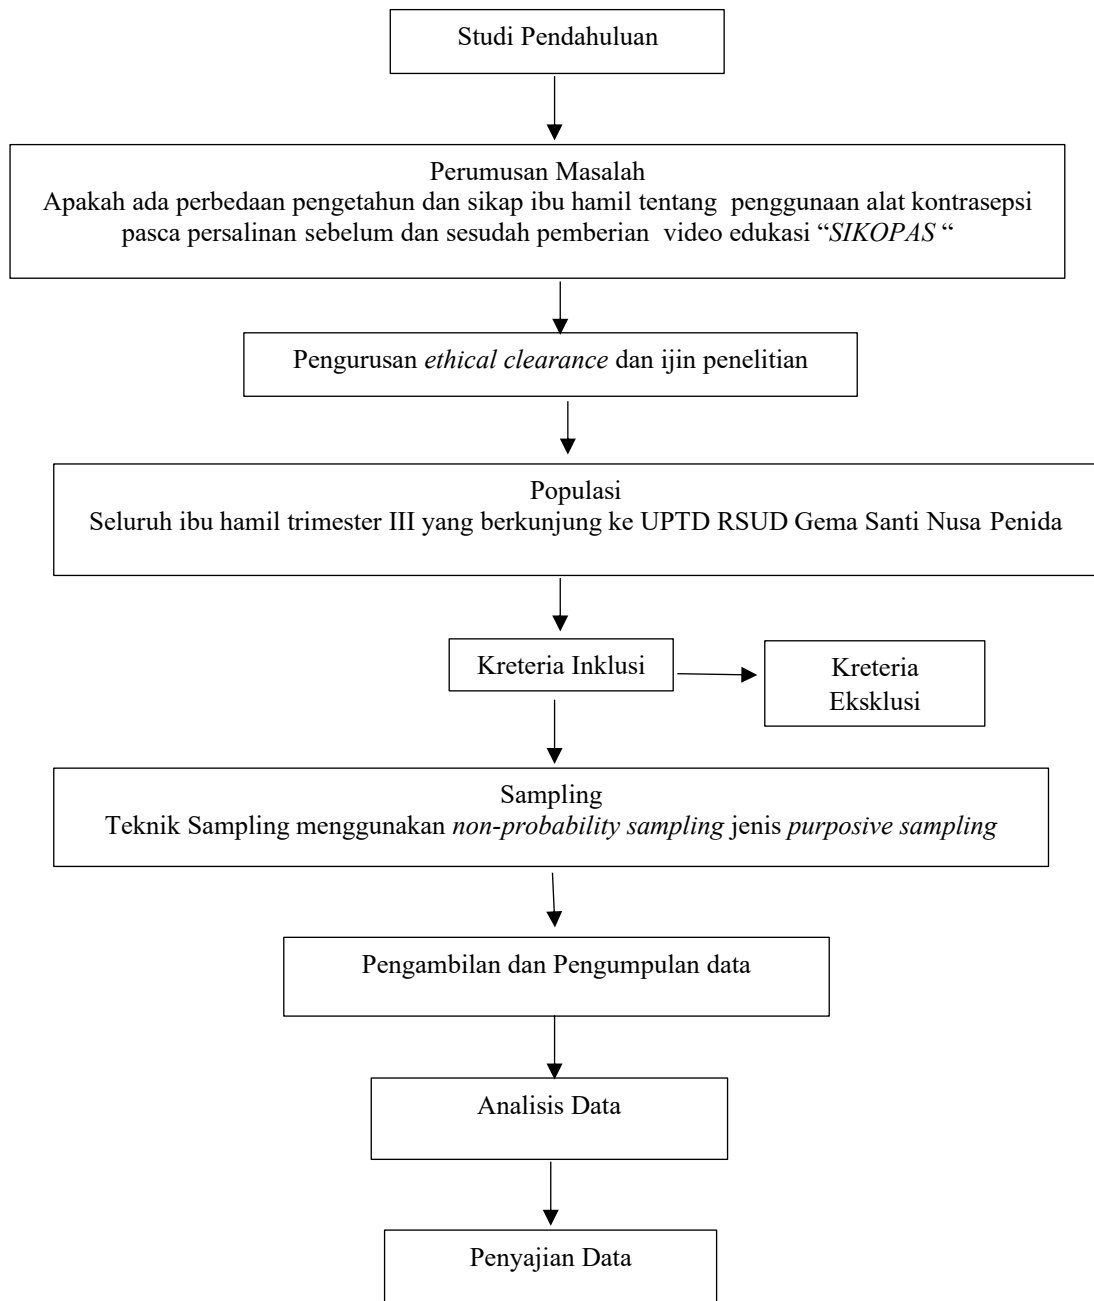 Studi Pendahuluan
Perumusan Masalah
Apakah ada perbedaan pengetahun dan sikap ibu hamil tentang  penggunaan alat kontrasepsi
pasca persalinan sebelum dan sesudah pemberian  video edukasi “SIKOPAS “
Pengurusan ethical clearance dan ijin penelitian
Populasi
Seluruh ibu hamil trimester III yang berkunjung ke UPTD RSUD Gema Santi Nusa Penida
Kreteria Inklusi
Kreteria
Eksklusi
Sampling
Teknik Sampling menggunakan non-probability sampling jenis purposive sampling
Pengambilan dan Pengumpulan data
Analisis Data
Penyajian Data